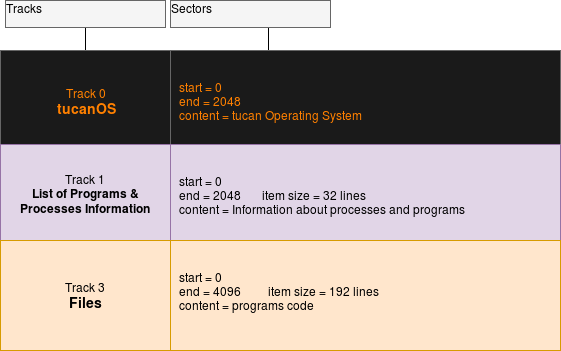 Tracks
Sectors
Track 0
tucanOS
start = 0
end = 2048
content = tucan Operating System
Track 1
List of Programs &
Processes Information
start = 0
end = 2048 item size = 32 lines
content = Information about processes and programs
Track 3
Files
start = 0
end = 4096 item size = 192 lines
content = programs code